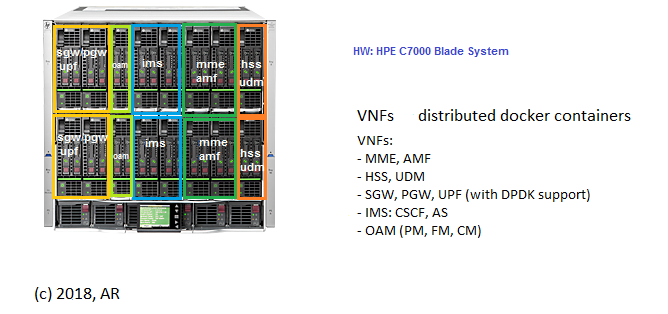 HW: HPE C7000 Blade System
sgw pgw
upf
oam
ims
mme
amf
hss
udm
sgw pgw
upf
oam
ims
mme
amf
hss
udm
VNFs distributed docker containers
VNFs:
- MME, AMF
- HSS, UDM
- SGW, PGW, UPF (with DPDK support)
- IMS: CSCF, AS
- OAM (PM, FM, CM)
(c) 2018, AR